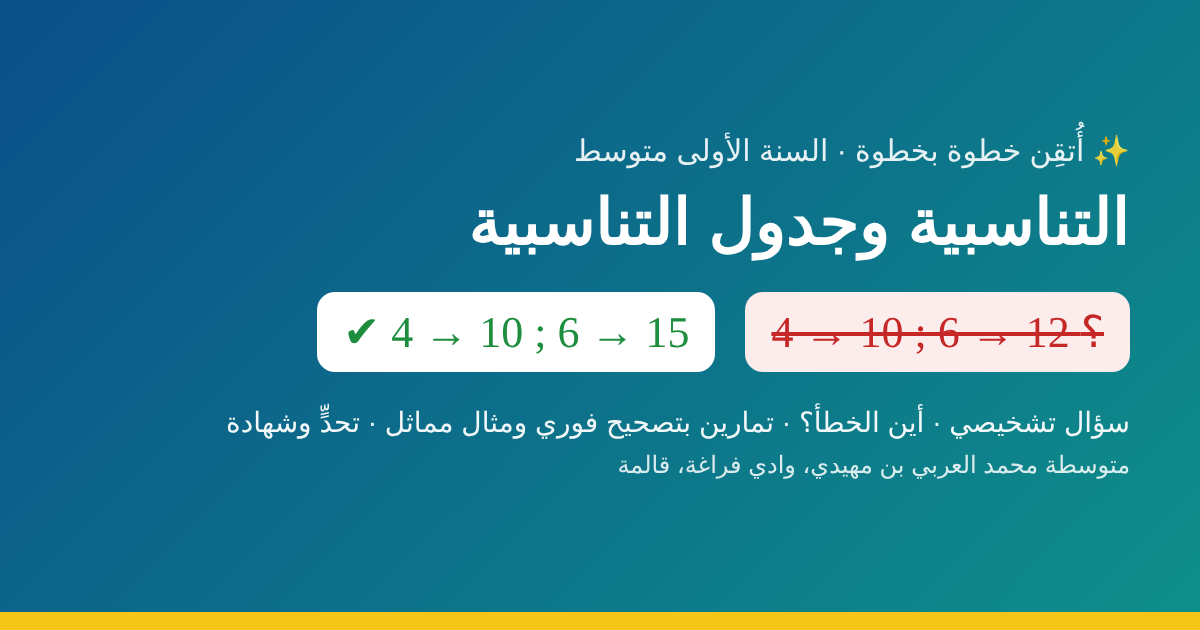 ✨ أُتقِن خطوة بخطوة · السنة الأولى متوسط
التناسبية وجدول التناسبية
4 → 10 ; 6 → 12 ؟
✔ 4 → 10 ; 6 → 15
سؤال تشخيصي · أين الخطأ؟ · تمارين بتصحيح فوري ومثال مماثل · تحدٍّ وشهادة
متوسطة محمد العربي بن مهيدي، وادي فراغة، قالمة